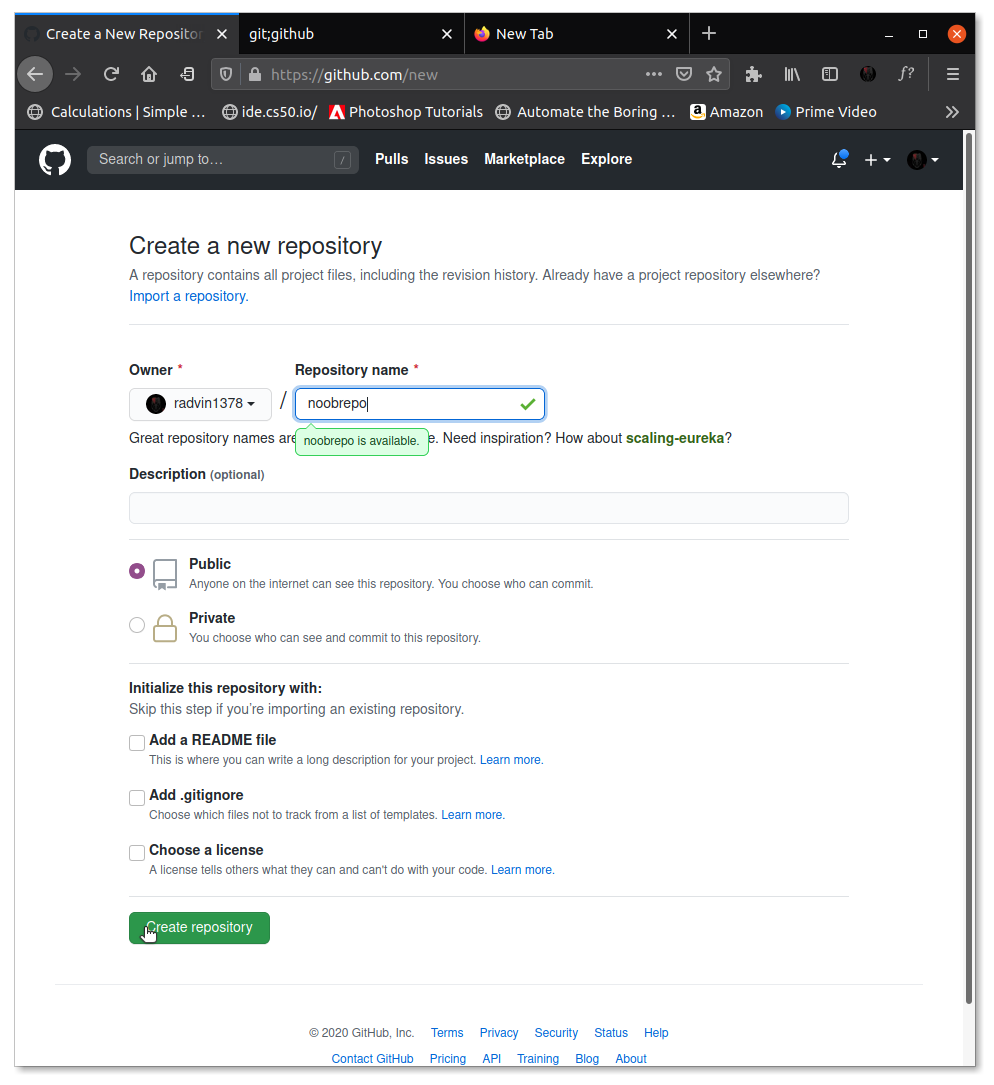 Create a New Repositor
git;github
New Tab
https://github.com/new
Calculations | Simple …
ide.cs50.io/
Photoshop Tutorials
Automate the Boring …
Amazon
Prime Video
Search or jump to…
/
Pulls
Issues
Marketplace
Explore
Create a new repository
A repository contains all project files, including the revision history. Already have a project repository elsewhere?
Import a repository.
Owner *
Repository name *
radvin1378
/
noobrepo
Great repository names are
e. Need inspiration? How about scaling-eureka?
noobrepo is available.
Description (optional)
Public
Anyone on the internet can see this repository. You choose who can commit.
Private
You choose who can see and commit to this repository.
Initialize this repository with:
Skip this step if you’re importing an existing repository.
Add a README file
This is where you can write a long description for your project. Learn more.
Add .gitignore
Choose which files not to track from a list of templates. Learn more.
Choose a license
A license tells others what they can and can't do with your code. Learn more.
Create repository
© 2020 GitHub, Inc.
Terms
Privacy
Security
Status
Help
Contact GitHub
Pricing
API
Training
Blog
About